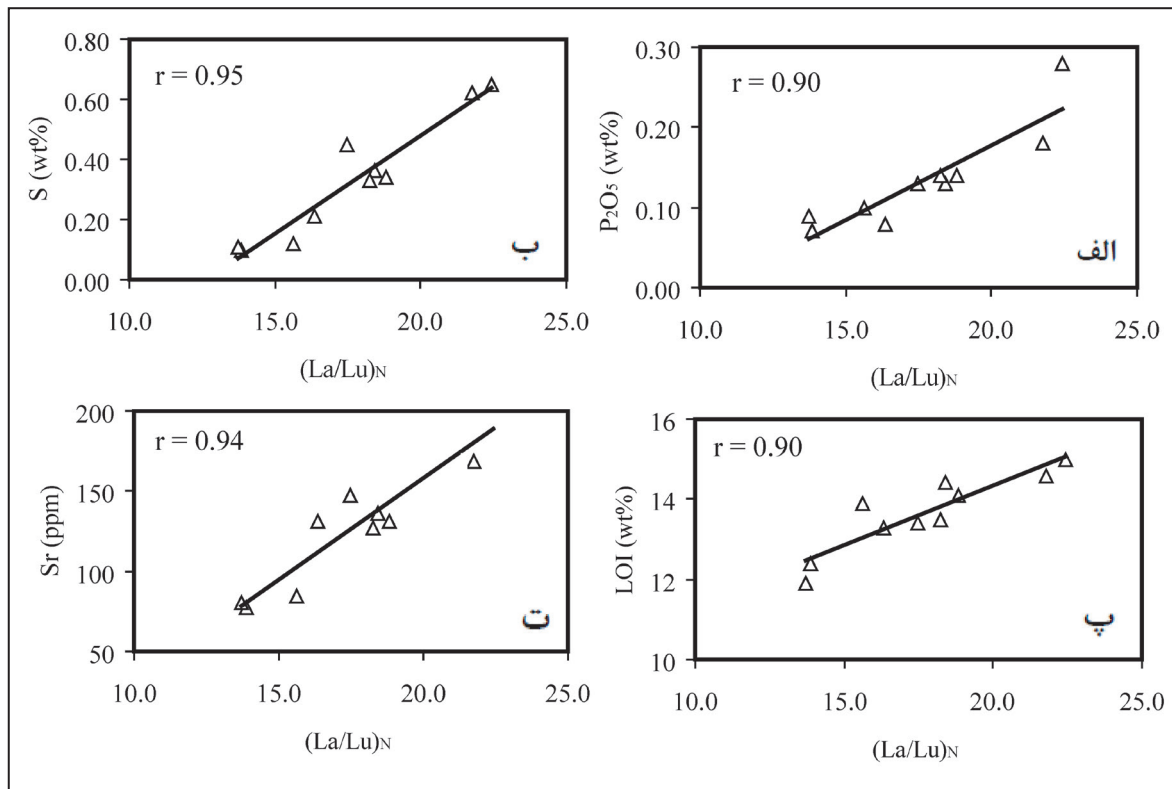 r = 0.90
P₂O₅ (wt%)
0.30
0.20
0.10
0.00
10.0 15.0 20.0 25.0
(La/Lu)N
الف
r = 0.95
S (wt%)
0.80
0.60
0.40
0.20
0.00
10.0 15.0 20.0 25.0
(La/Lu)N
ب
r = 0.90
LOI (wt%)
16
14
12
10
10.0 15.0 20.0 25.0
(La/Lu)N
پ
r = 0.94
Sr (ppm)
200
150
100
50
10.0 15.0 20.0 25.0
(La/Lu)N
ت